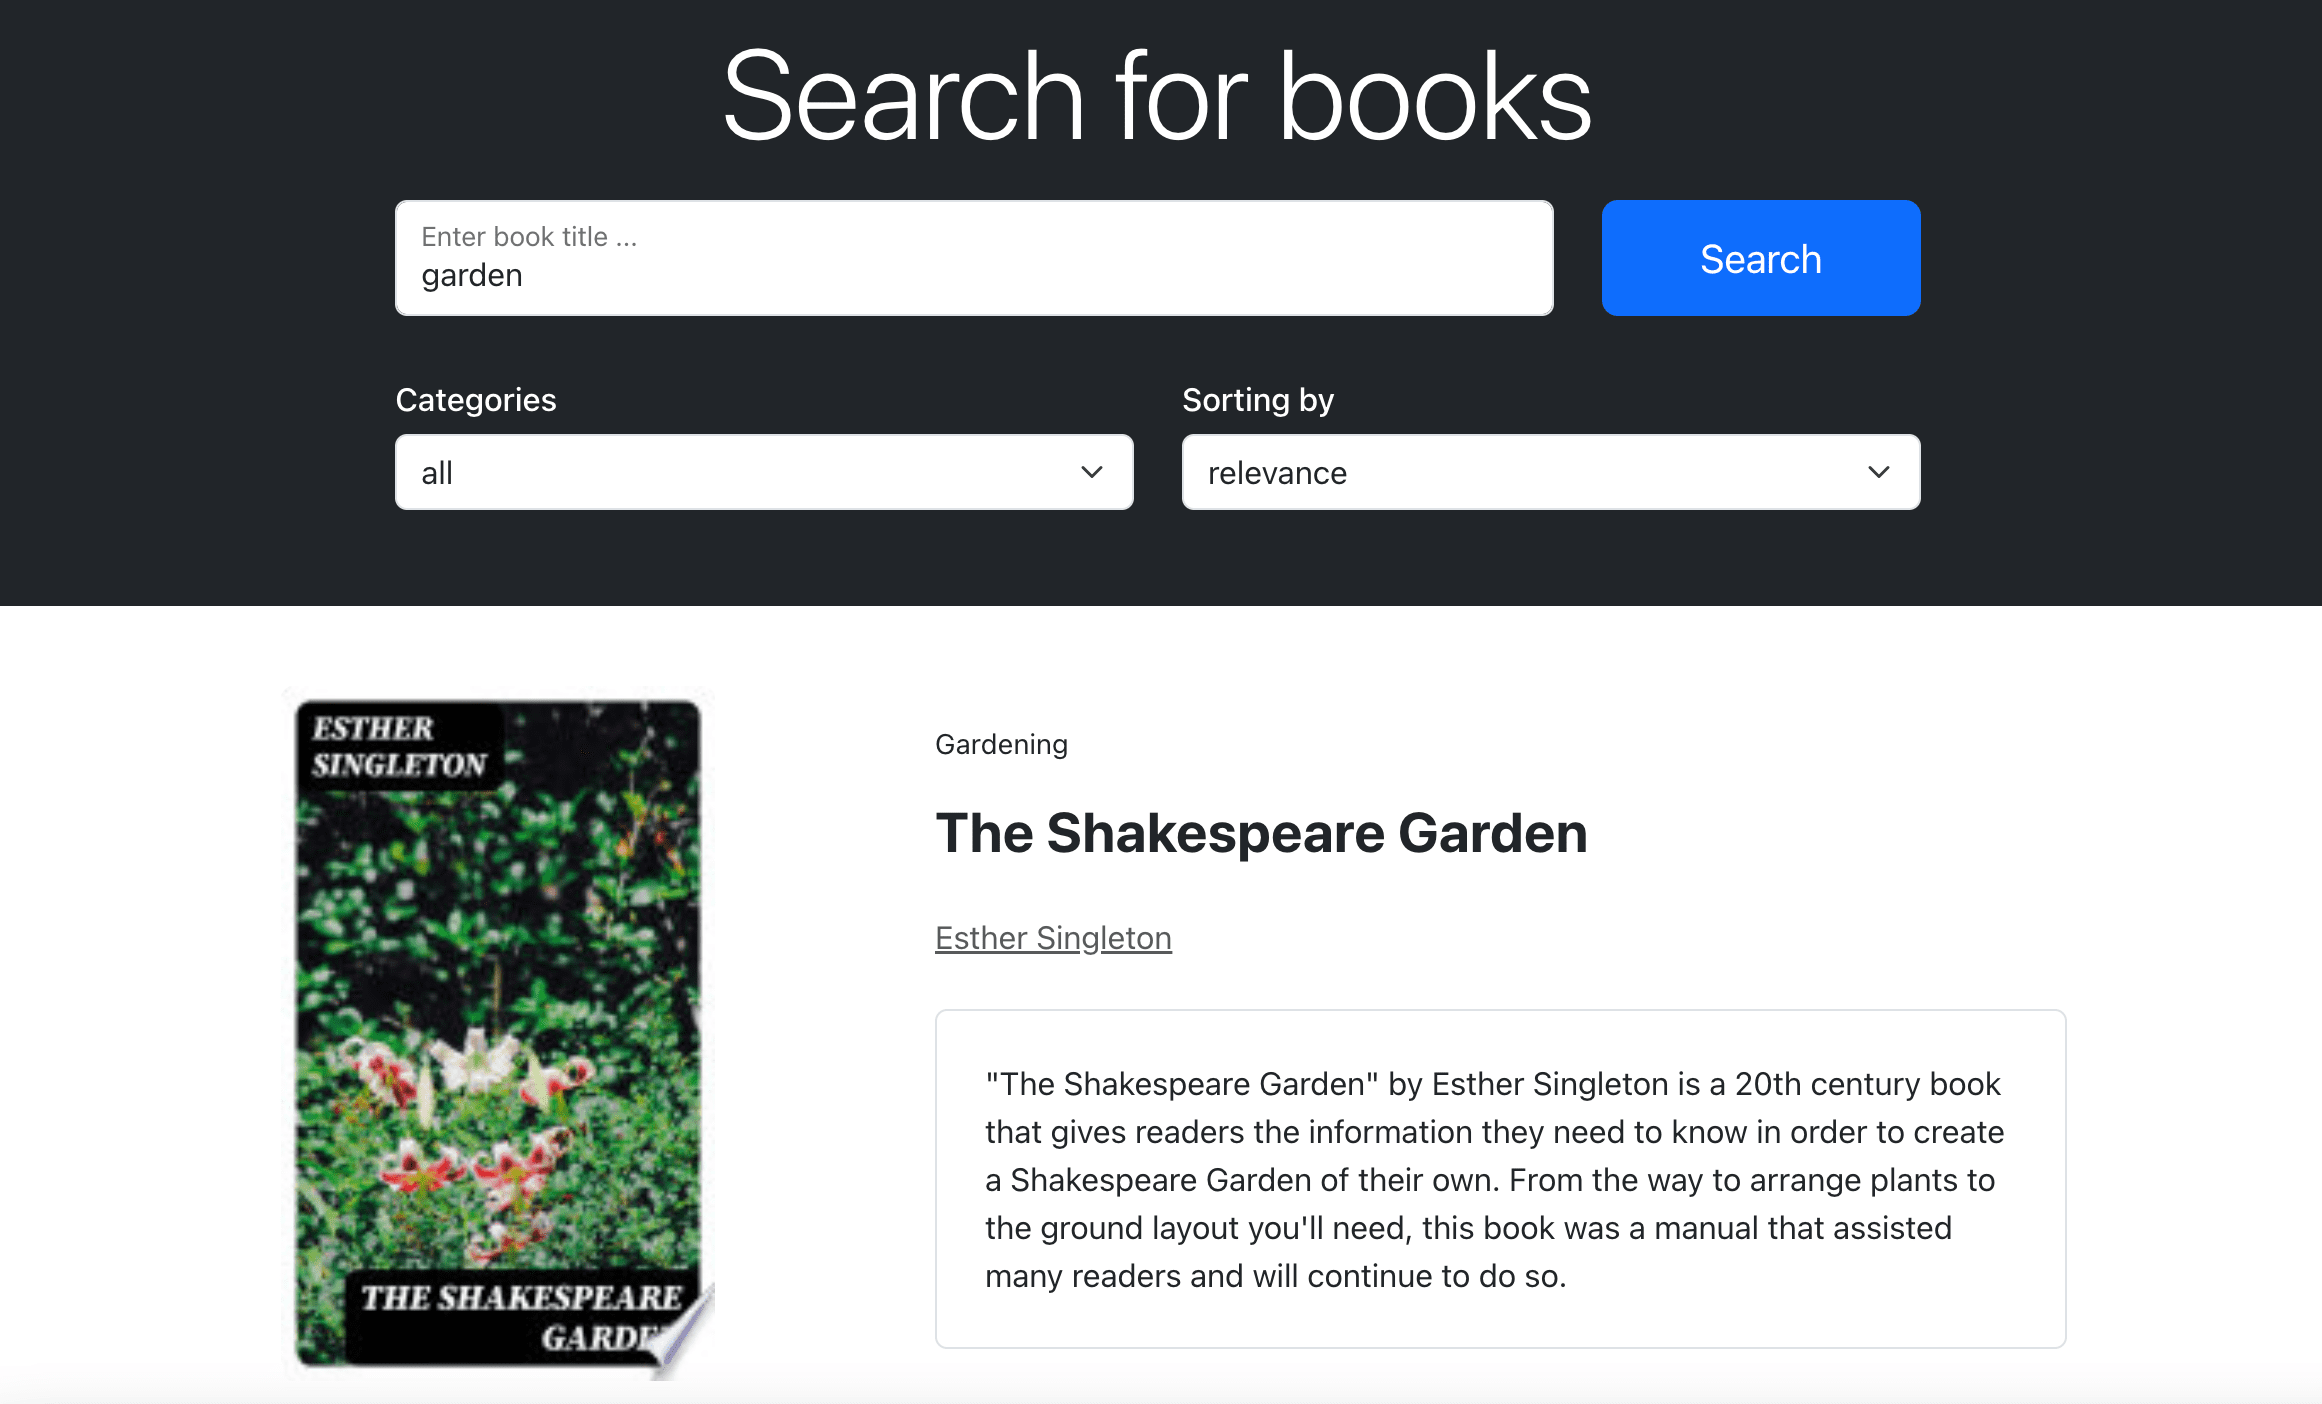 Search for books
Enter book title ...
garden
Search
Categories
Sorting by
all
relevance
ESTHER
SINGLETON
THE SHAKESPEARE
Gardening
The Shakespeare Garden
Esther Singleton
"The Shakespeare Garden" by Esther Singleton is a 20th century book
that gives readers the information they need to know in order to create
a Shakespeare Garden of their own. From the way to arrange plants to
the ground layout you'll need, this book was a manual that assisted
many readers and will continue to do so.